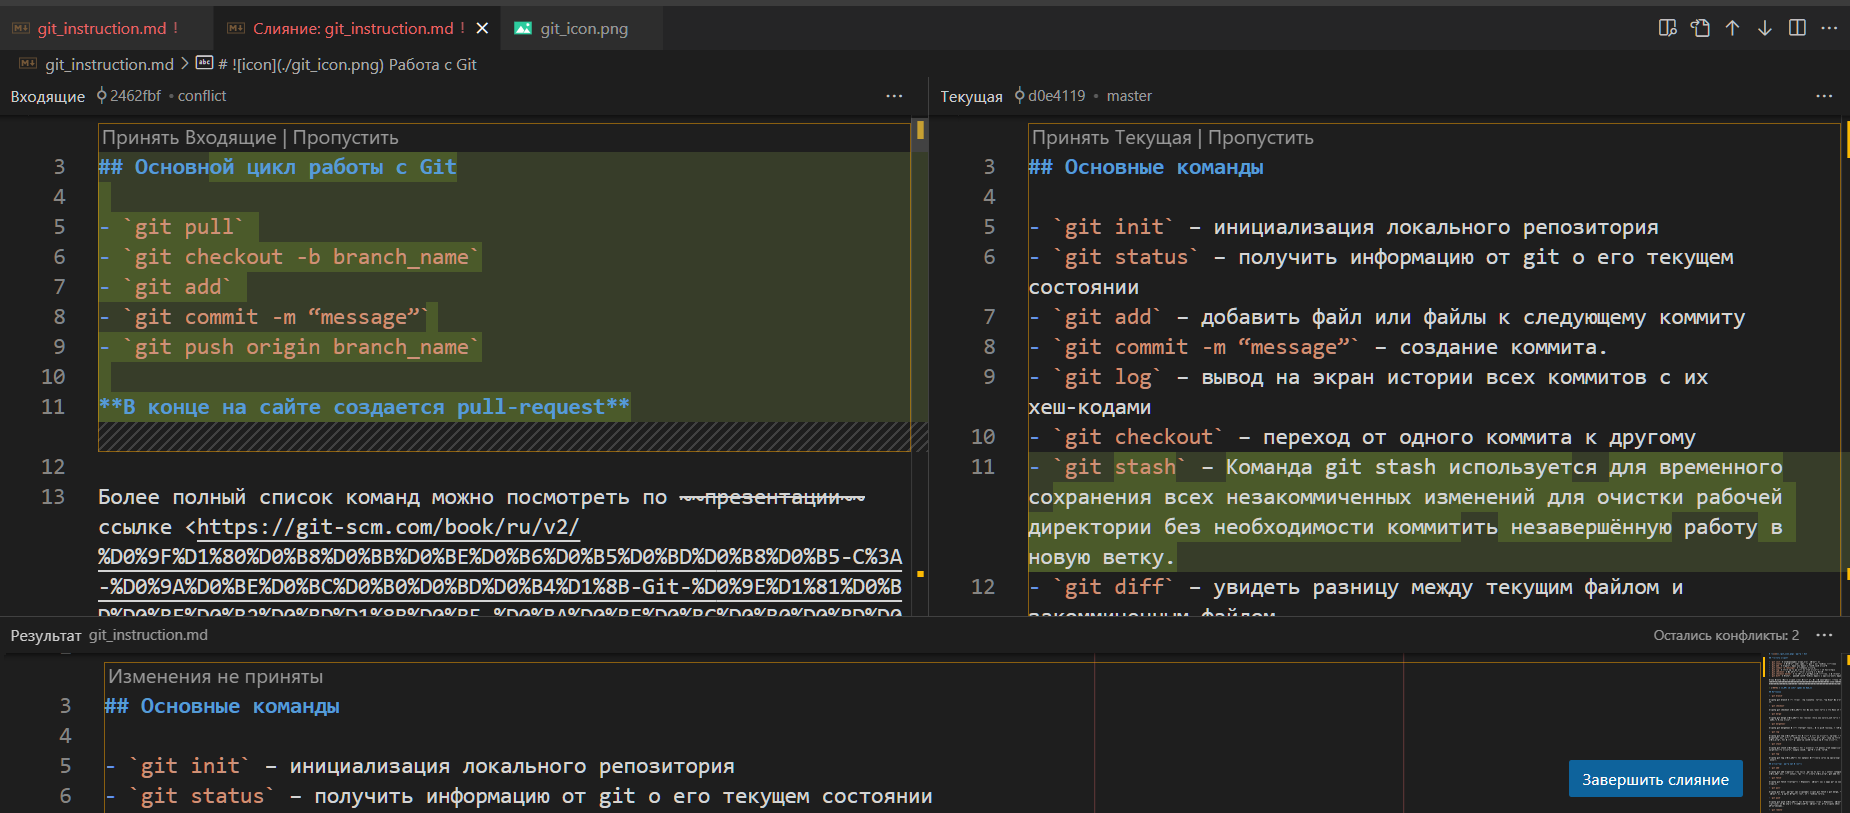 git_instruction.md !
Слияние: git_instruction.md !
git_icon.png
git_instruction.md > # ![icon](./git_icon.png) Работа с Git
Входящие 2462fbf • conflict ...
Принять Входящие | Пропустить
3 ## Основной цикл работы с Git
4
5 - `git pull`
6 - `git checkout -b branch_name`
7 - `git add`
8 - `git commit -m “message”`
9 - `git push origin branch_name`
10
11 **В конце на сайте создается pull-request**
12
13 Более полный список команд можно посмотреть по ~~презентации~~
ссылке <https://git-scm.com/book/ru/v2/
%D0%9F%D1%80%D0%B8%D0%BB%D0%BE%D0%B6%D0%B5%D0%BD%D0%B8%D0%B5-C%3A
-%D0%9A%D0%BE%D0%BC%D0%B0%D0%BD%D0%B4%D1%8B-Git-%D0%9E%D1%81%D0%B
Текущая d0e4119 • master ...
Принять Текущая | Пропустить
3 ## Основные команды
4
5 - `git init` – инициализация локального репозитория
6 - `git status` – получить информацию от git о его текущем
состоянии
7 - `git add` – добавить файл или файлы к следующему коммиту
8 - `git commit -m “message”` – создание коммита.
9 - `git log` – вывод на экран истории всех коммитов с их
хеш-кодами
10 - `git checkout` – переход от одного коммита к другому
11 - `git stash` – Команда git stash используется для временного
сохранения всех незакоммиченных изменений для очистки рабочей
директории без необходимости коммитить незавершённую работу в
новую ветку.
12 - `git diff` – увидеть разницу между текущим файлом и
закоммиченным файлом
Результат git_instruction.md
Остались конфликты: 2 ...
Изменения не приняты
3 ## Основные команды
4
5 - `git init` – инициализация локального репозитория
6 - `git status` – получить информацию от git о его текущем состоянии
Завершить слияние